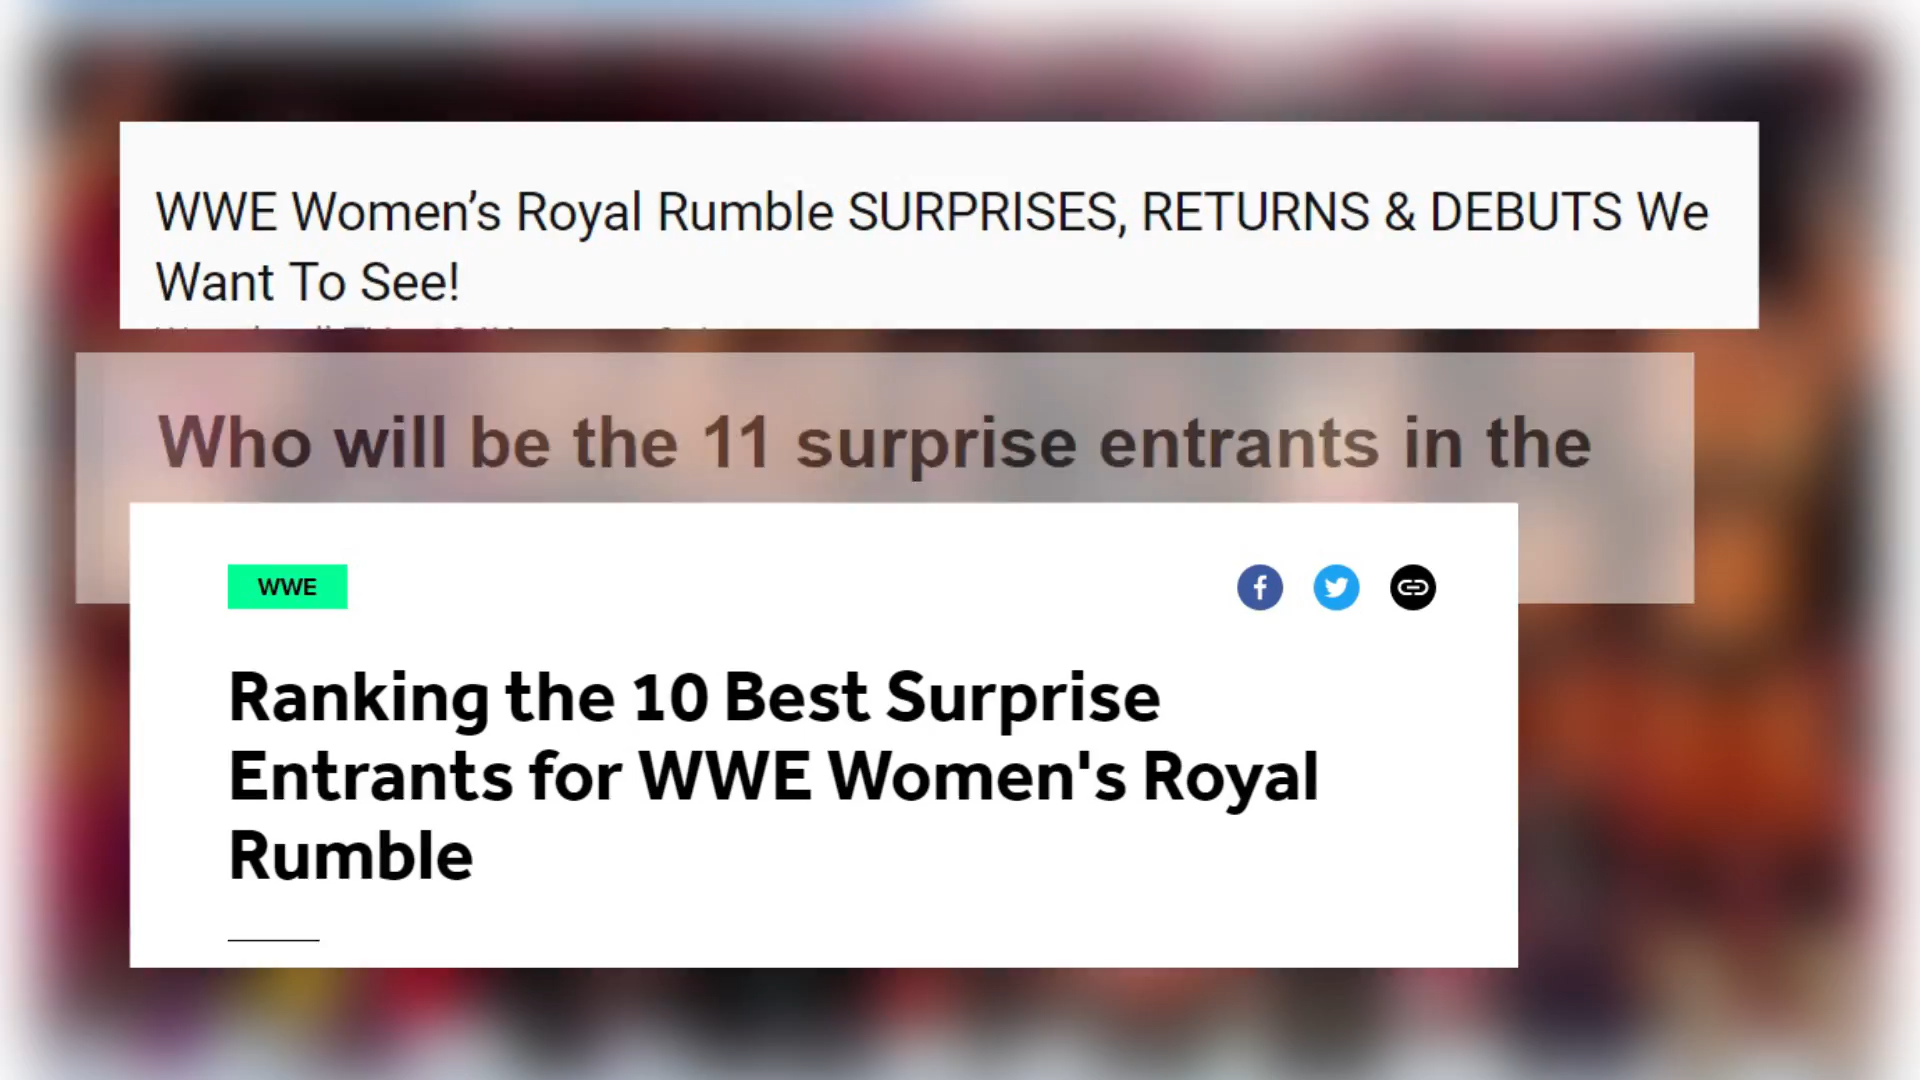 WWE Women’s Royal Rumble SURPRISES, RETURNS & DEBUTS We
Want To See!
Who will be the 11 surprise entrants in the
WWE
Ranking the 10 Best Surprise
Entrants for WWE Women's Royal
Rumble